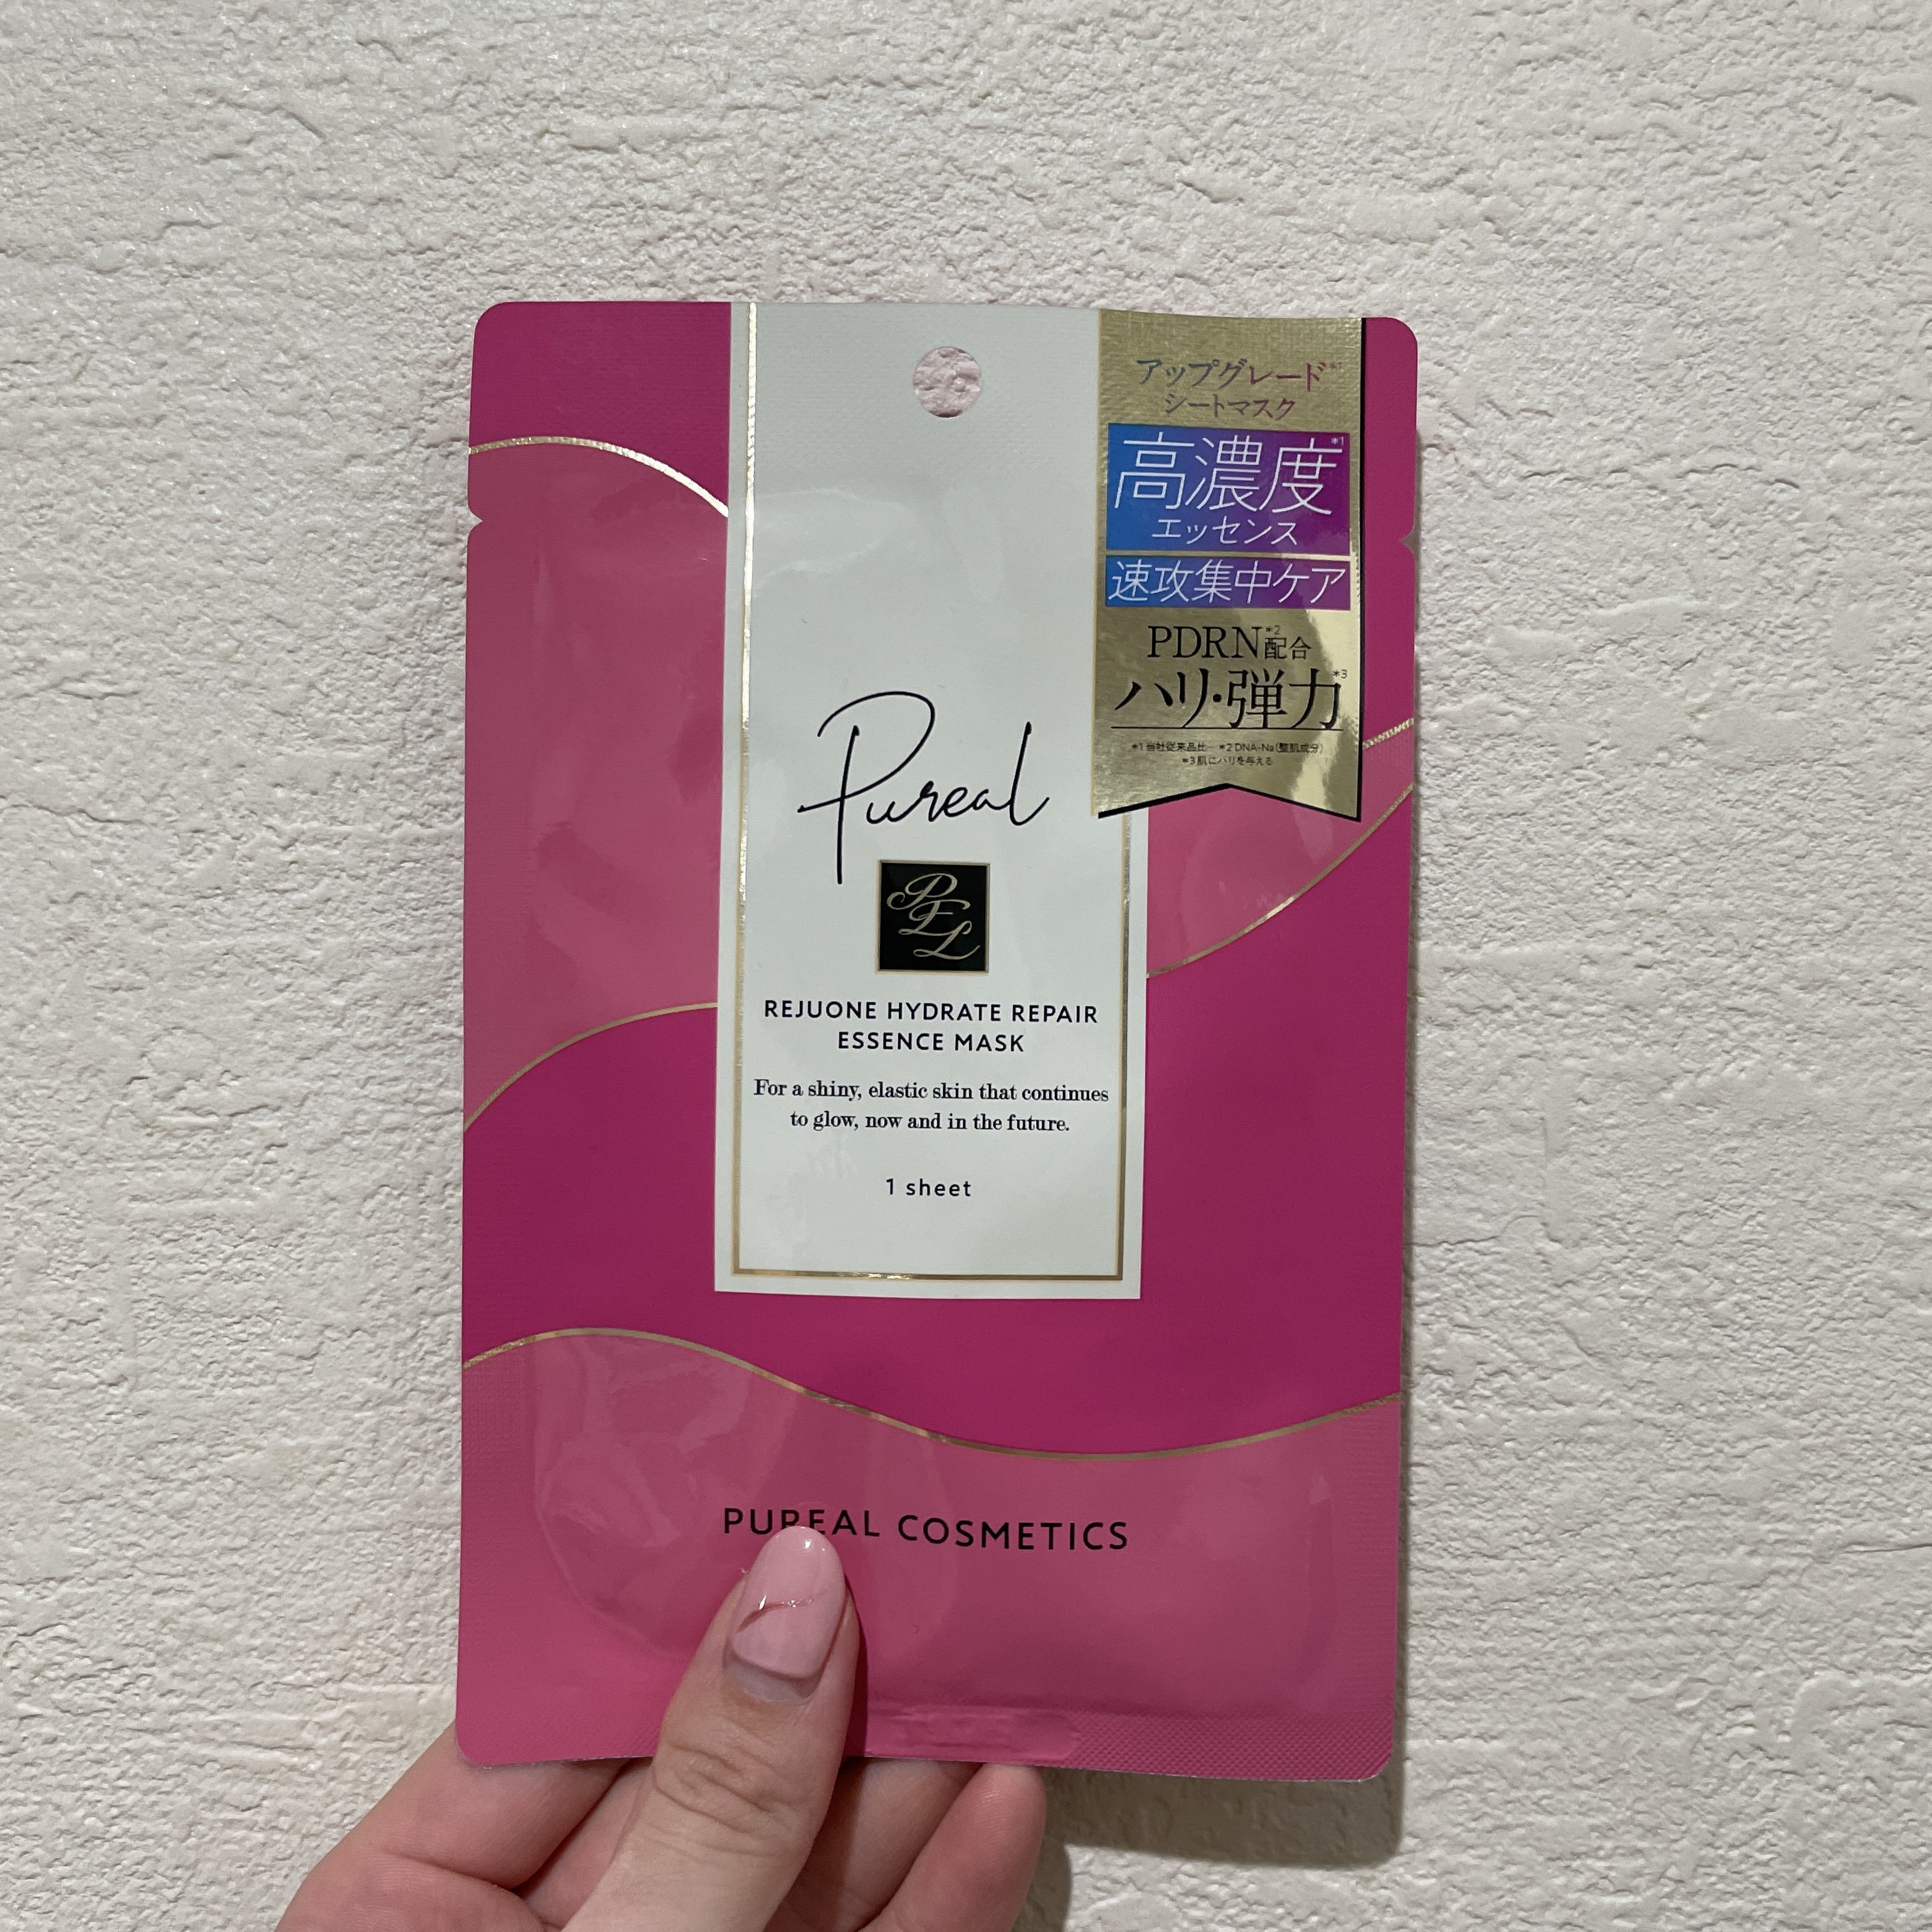 アップグレード*1
シートマスク
高濃度*1
エッセンス
速攻集中ケア
PDRN*2配合
ハリ・弾力*3
*1 当社従来品比 *2 DNA-Na（整肌成分）
*3 肌にハリを与える
Pureal
PEL
REJUONE HYDRATE REPAIR
ESSENCE MASK
For a shiny, elastic skin that continues
to glow, now and in the future.
1 sheet
PUREAL COSMETICS